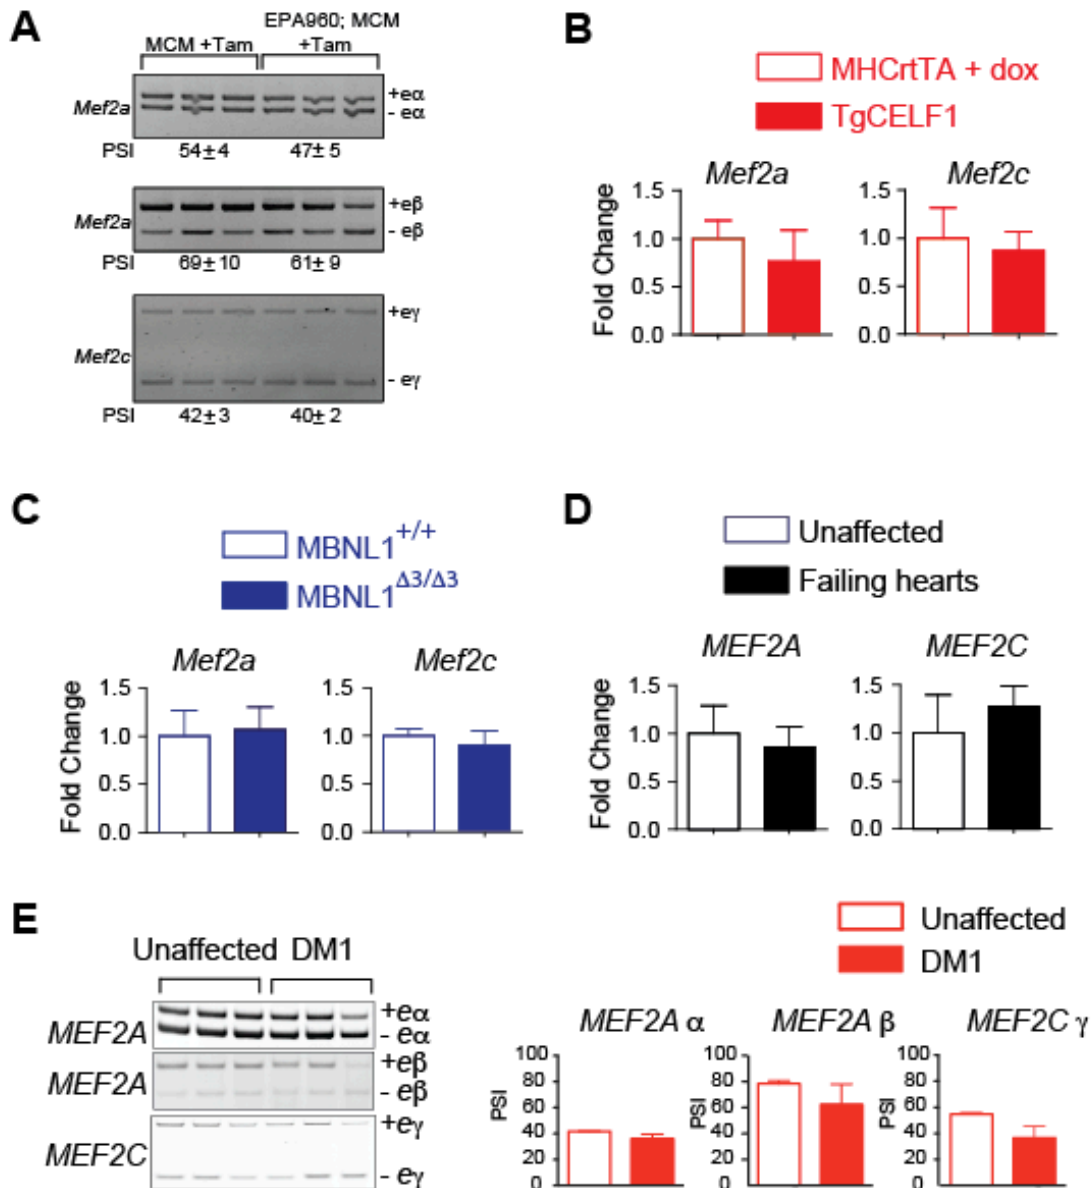 A
MCM +Tam
EPA960; MCM
+Tam
Mef2a
+eα
- eα
PSI 54±4 47±5
Mef2a
+eβ
- eβ
PSI 69±10 61±9
Mef2c
+eγ
- eγ
PSI 42±3 40±2
B
MHCrtTA + dox
TgCELF1
Mef2a Mef2c
Fold Change
1.5 1.5
1.0 1.0
0.5 0.5
0.0 0.0
C
MBNL1+/+
MBNL1Δ3/Δ3
Mef2a Mef2c
Fold Change
1.5 1.5
1.0 1.0
0.5 0.5
0.0 0.0
D
Unaffected
Failing hearts
MEF2A MEF2C
Fold Change
1.5 1.5
1.0 1.0
0.5 0.5
0.0 0.0
E
Unaffected DM1
MEF2A
+eα
- eα
MEF2A
+eβ
- eβ
MEF2C
+eγ
- eγ
Unaffected
DM1
MEF2A α MEF2A β MEF2C γ
PSI PSI PSI
100 100 100
80 80 80
60 60 60
40 40 40
20 20 20
0 0 0